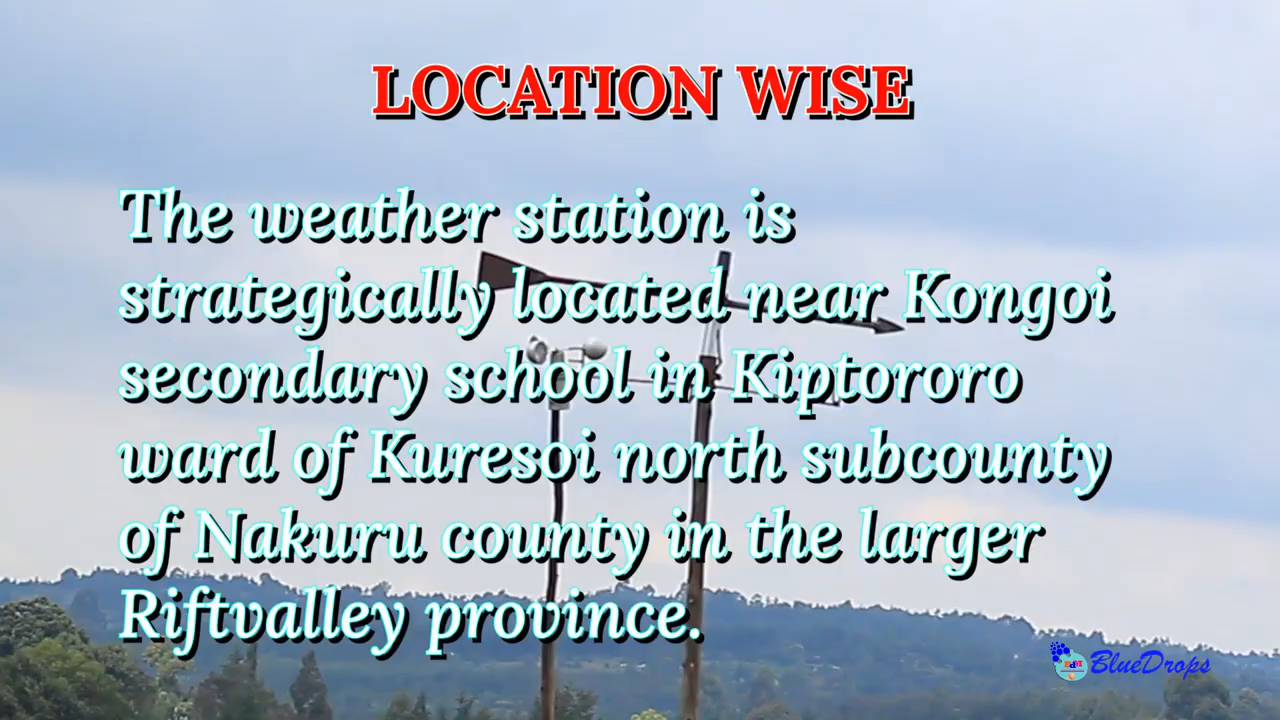 LOCATION WISE
The weather station is
strategically located near Kongoi
secondary school in Kiptororo
ward of Kuresoi north subcounty
of Nakuru county in the larger
Riftvalley province.
BlueDrops